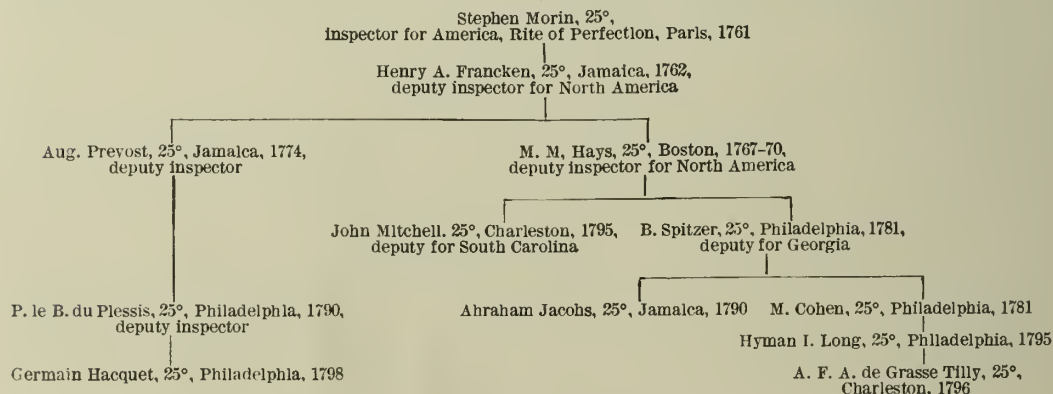 Stephen Morin, 25°,
inspector for America, Rite of Perfection, Paris, 1761
Henry A. Francken, 25°, Jamaica, 1762,
deputy inspector for North America
Aug. Prevost, 25°, Jamaica, 1774,
deputy inspector
M. M, Hays, 25°, Boston, 1767-70,
deputy inspector for North America
John Mitchell. 25°, Charleston, 1795,
deputy for South Carolina
B. Spitzer, 25°, Philadelphia, 1781,
deputy for Georgia
P. le B. du Plessis, 25°, Philadelphia, 1790,
deputy inspector
Ahraham Jacohs, 25°, Jamaica, 1790
M. Cohen, 25°, Philadelphia, 1781
Hyman I. Long, 25°, Philadelphia, 1795
Germain Hacquet, 25°, Philadelphia, 1798
A. F. A. de Grasse Tilly, 25°,
Charleston, 1796